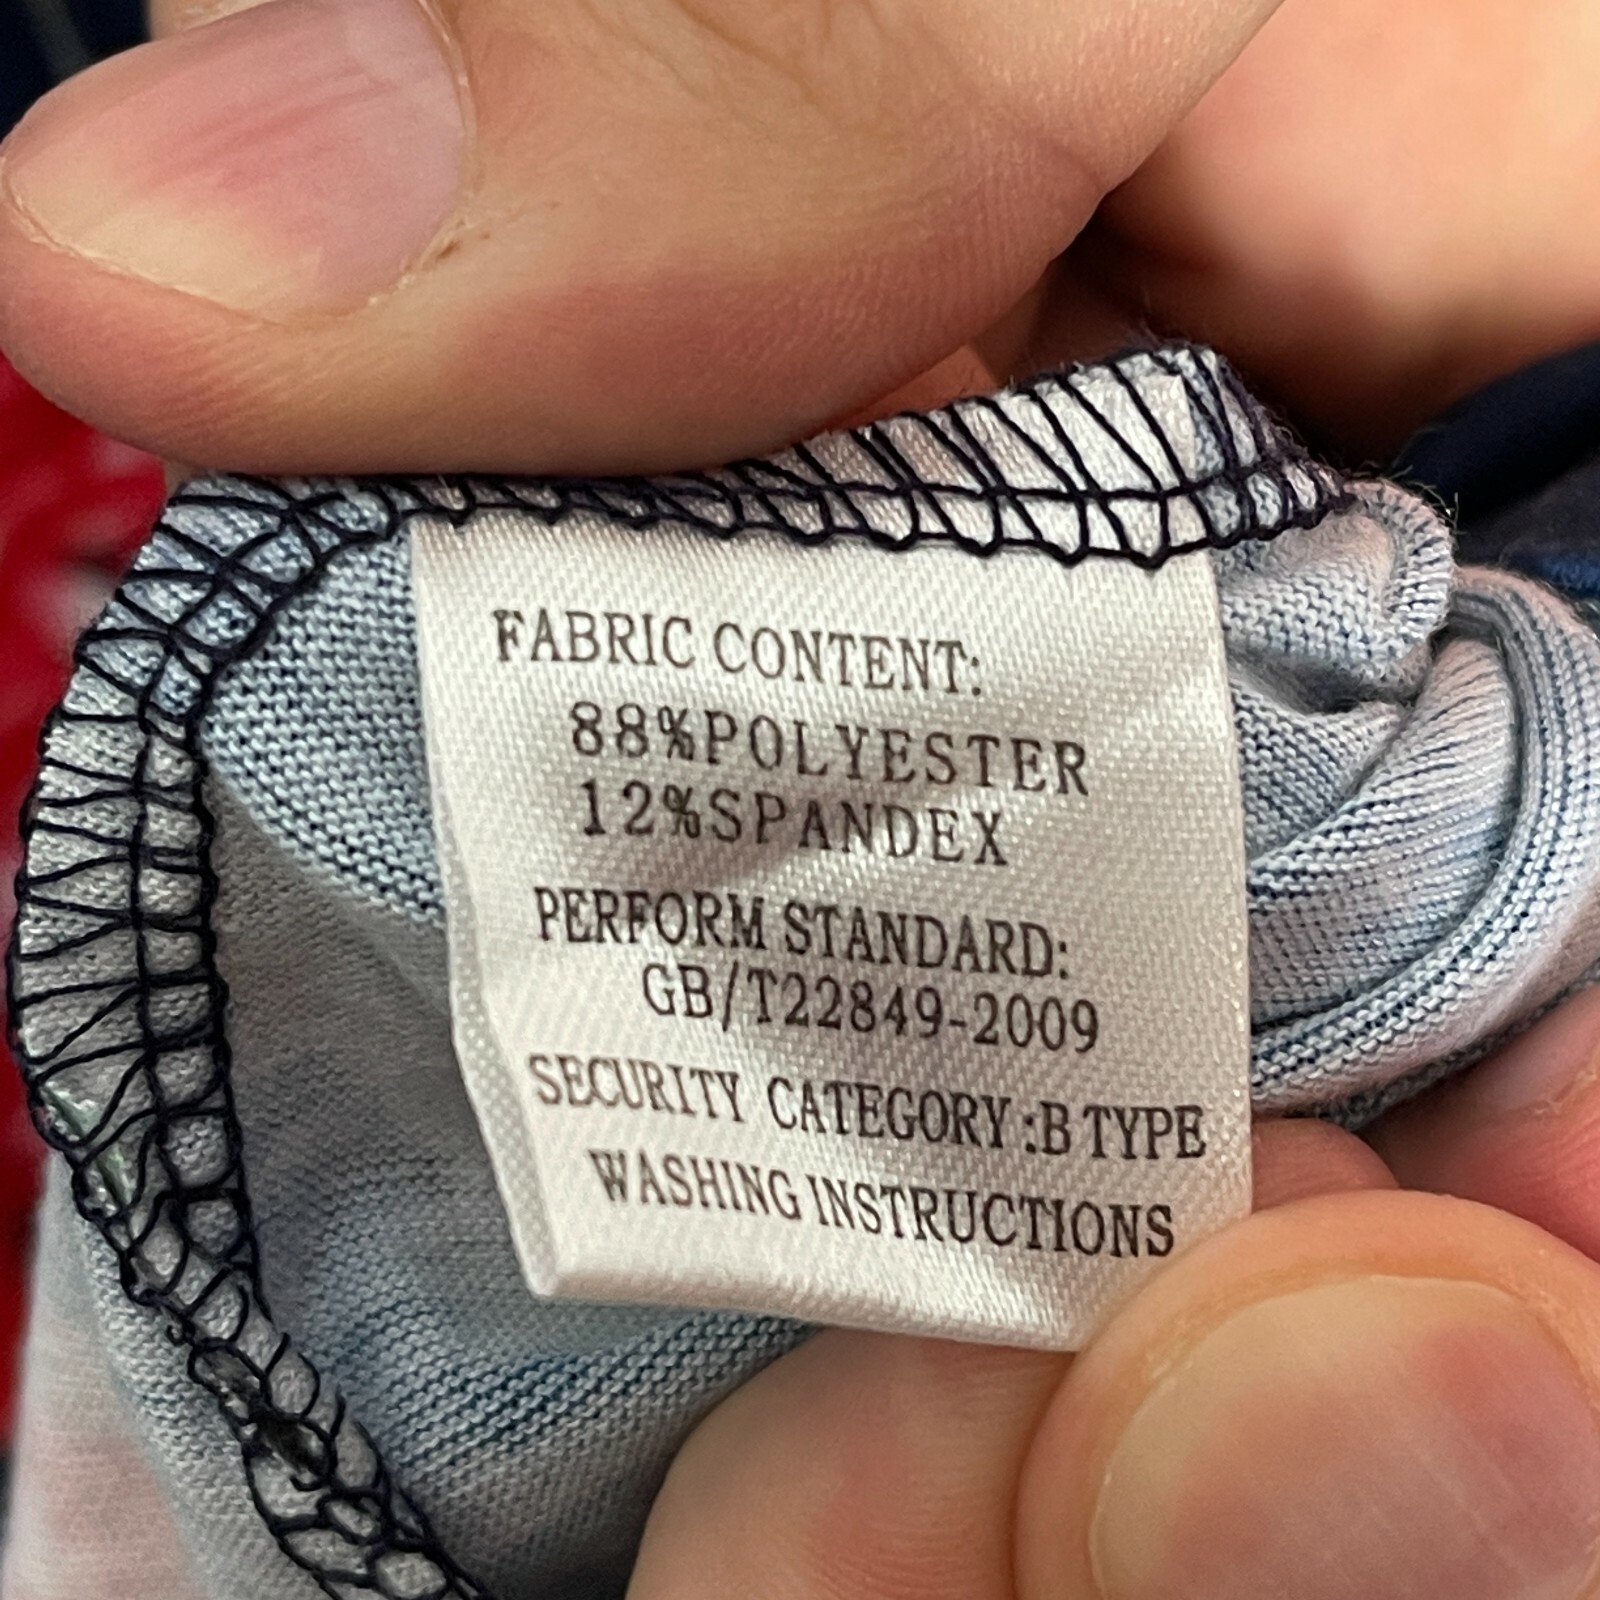 FABRIC CONTENT:
88%POLYESTER
12%SPANDEX
PERFORM STANDARD:
GB/T22849-2009
SECURITY CATEGORY :B TYPE
WASHING INSTRUCTIONS